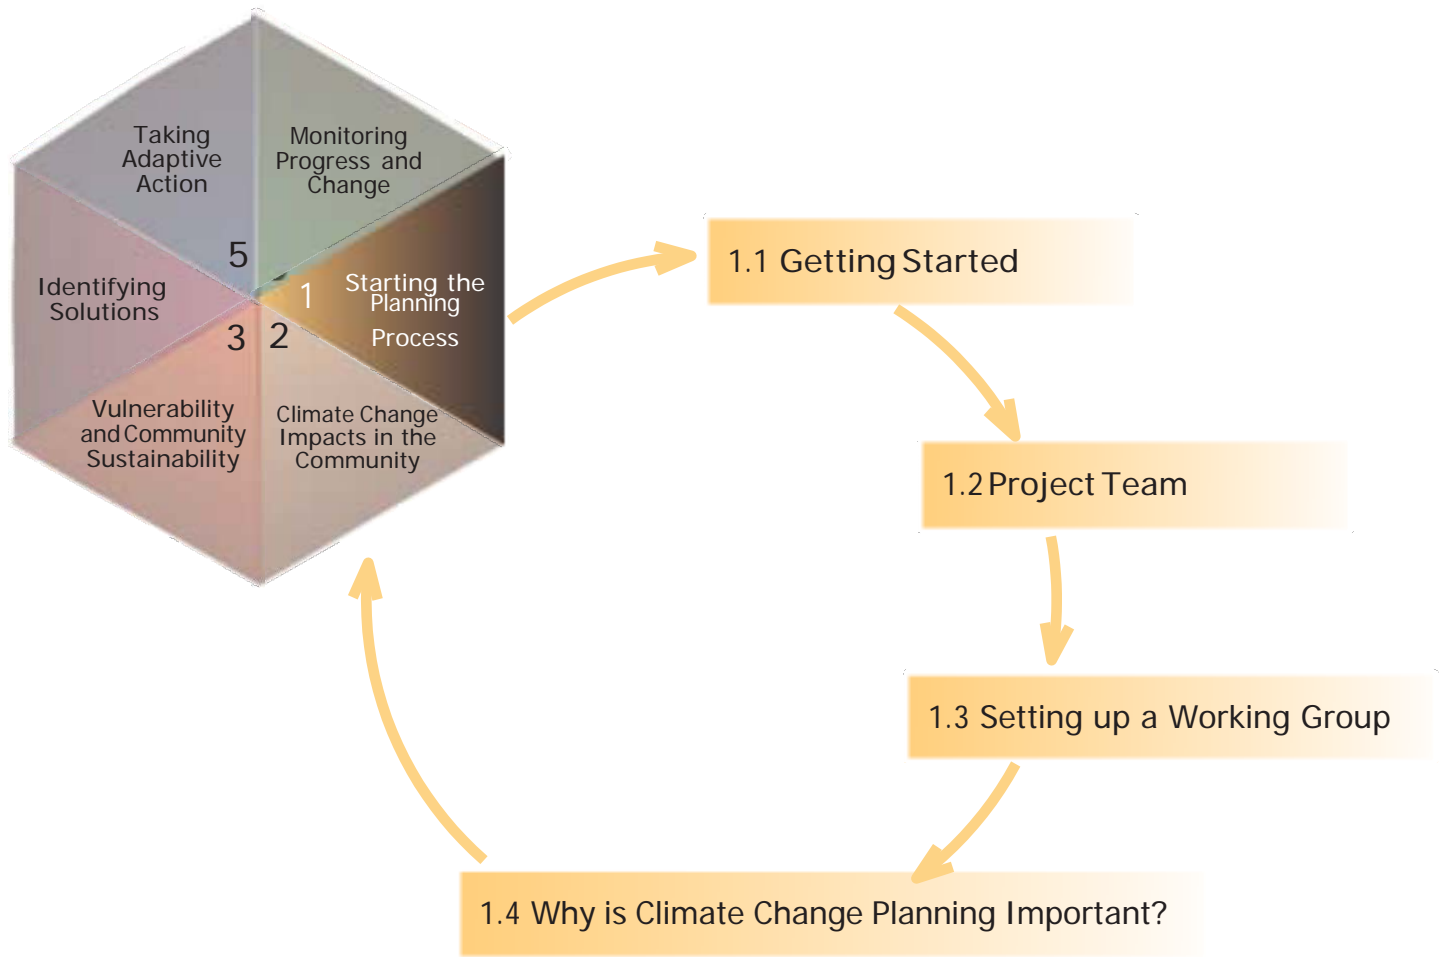 Taking
Adaptive
Action
Monitoring
Progress and
Change
5
Identifying
Solutions
1
Starting the
Planning
Process
3
2
Vulnerability
and Community
Sustainability
Climate Change
Impacts in the
Community
1.1 Getting Started
1.2 Project Team
1.3 Setting up a Working Group
1.4 Why is Climate Change Planning Important?